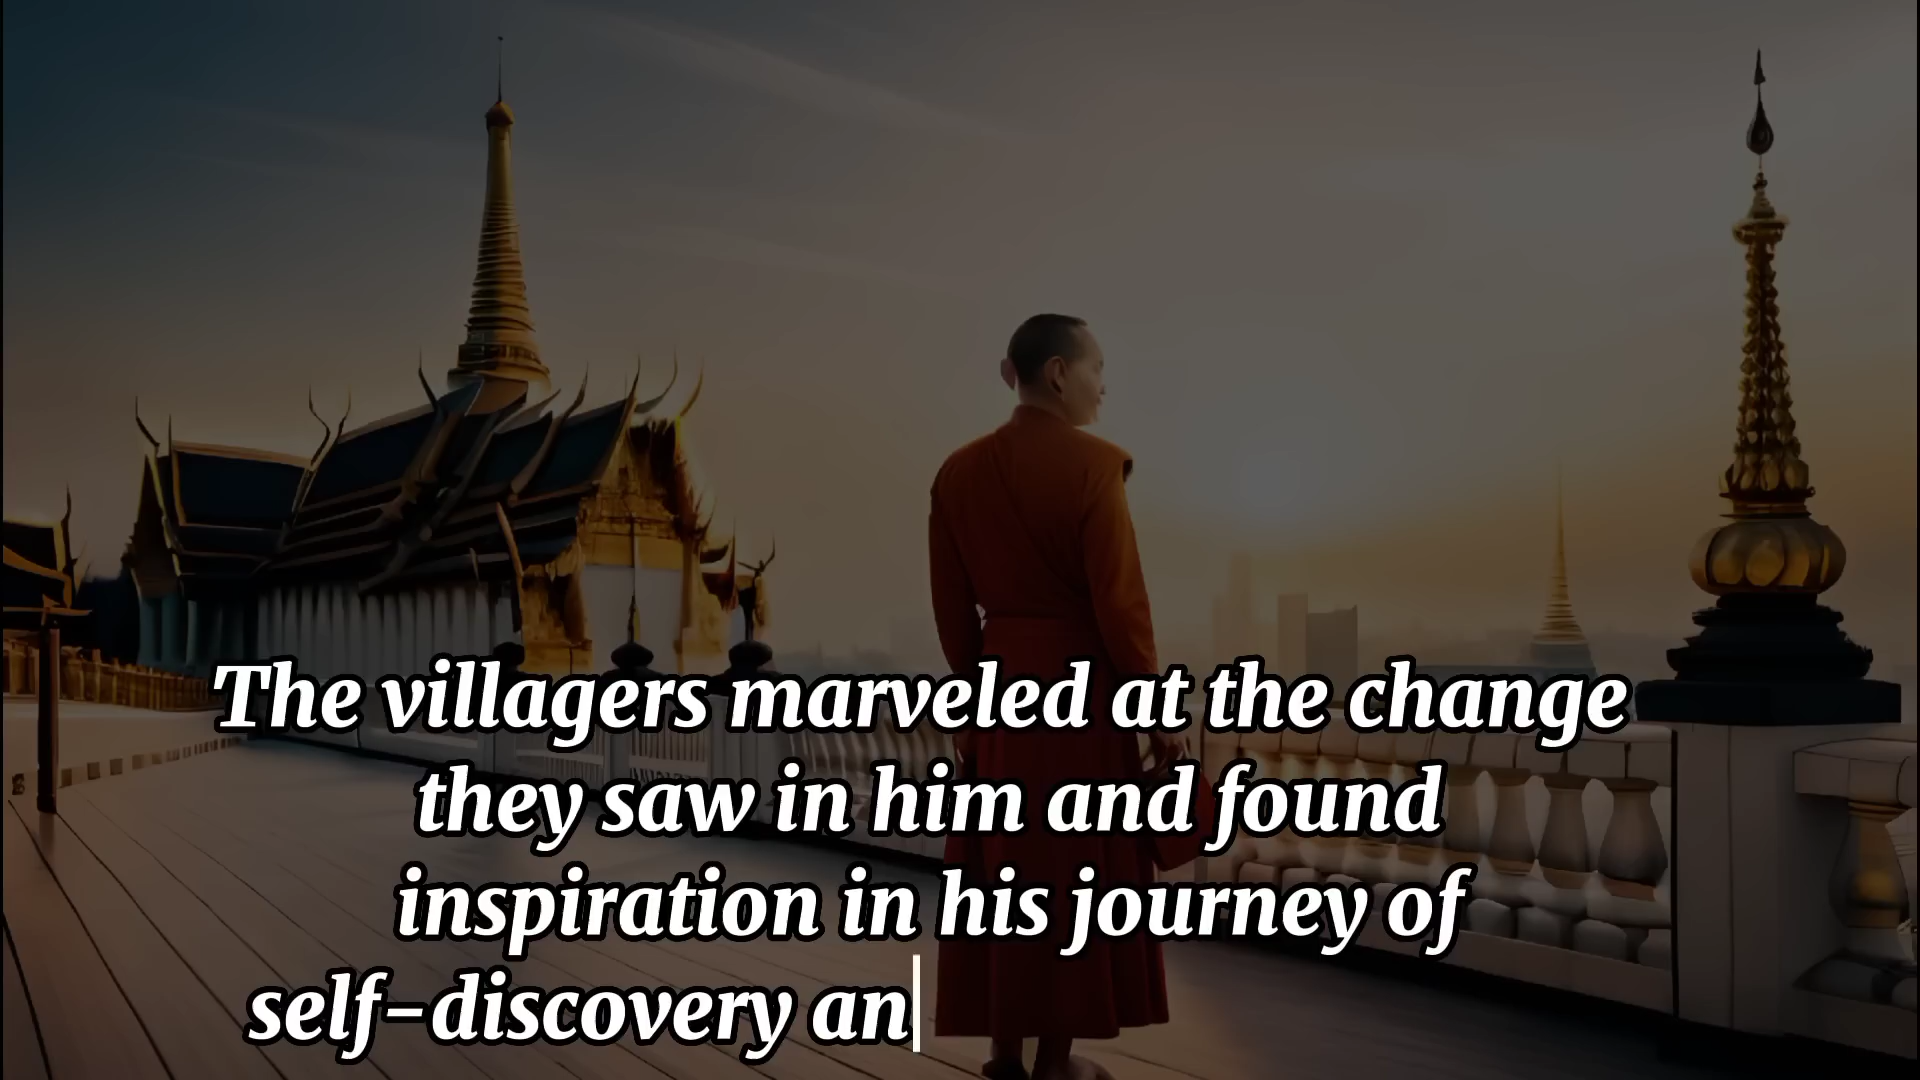 The villagers marveled at the change
they saw in him and found
inspiration in his journey of
self-discovery an